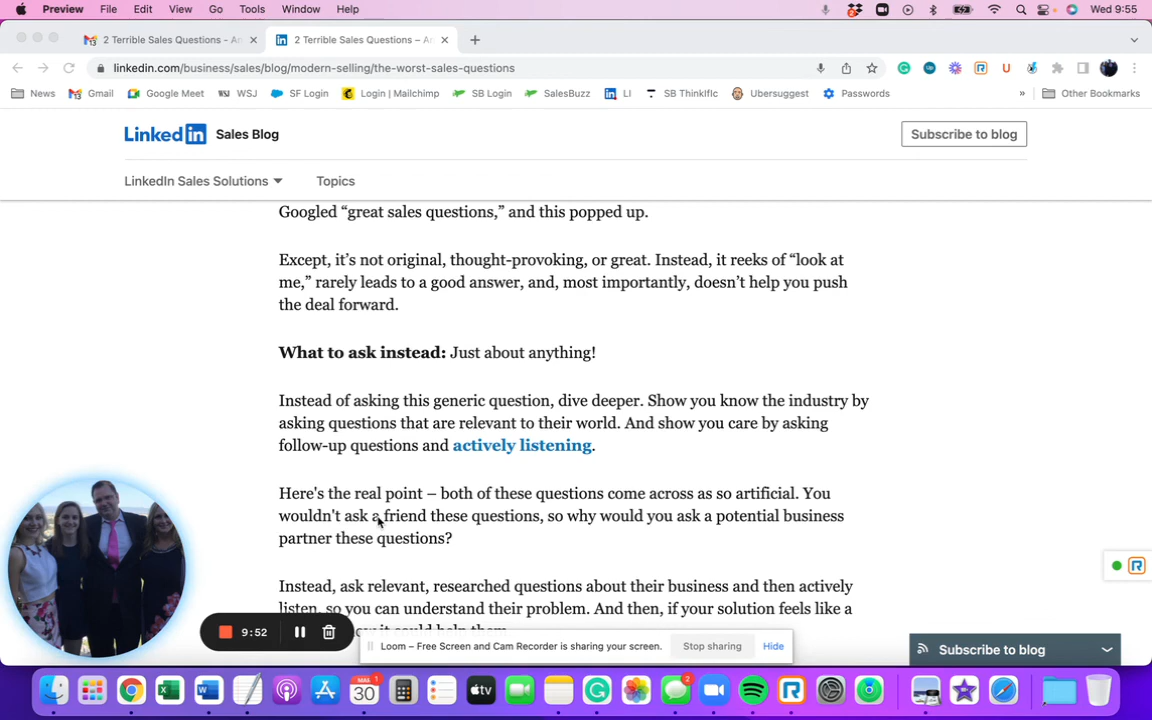 Preview File Edit View Go Tools Window Help Wed 9:55
2 Terrible Sales Questions - A 2 Terrible Sales Questions – A
linkedin.com/business/sales/blog/modern-selling/the-worst-sales-questions
News Gmail Google Meet WSJ SF Login Login | Mailchimp SB Login SalesBuzz LI SB Thinkific Ubersuggest Passwords » Other Bookmarks
Linked in Sales Blog Subscribe to blog
LinkedIn Sales Solutions Topics
Googled “great sales questions,” and this popped up.
Except, it’s not original, thought-provoking, or great. Instead, it reeks of “look at
me,” rarely leads to a good answer, and, most importantly, doesn’t help you push
the deal forward.
What to ask instead: Just about anything!
Instead of asking this generic question, dive deeper. Show you know the industry by
asking questions that are relevant to their world. And show you care by asking
follow-up questions and actively listening.
Here's the real point – both of these questions come across as so artificial. You
wouldn't ask a friend these questions, so why would you ask a potential business
partner these questions?
Instead, ask relevant, researched questions about their business and then actively
listen, so you can understand their problem. And then, if your solution feels like a
it could help them
9:52
Loom – Free Screen and Cam Recorder is sharing your screen. Stop sharing Hide
Subscribe to blog
MAR 1 2
30 tv